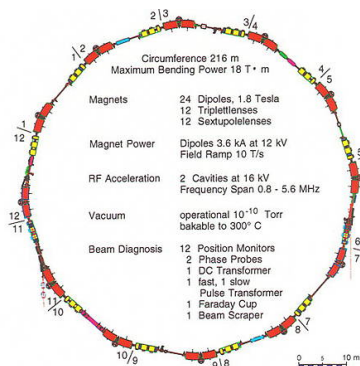 Circumference 216 m
Maximum Bending Power 18 T• m
Magnets 24 Dipoles, 1.8 Tesla
12 Triplettlenses
12 Sextupolelenses
Magnet Power Dipoles 3.6 kA at 12 kV
Field Ramp 10 T/s
RF Acceleration 2 Cavities at 16 kV
Frequency Span 0.8 - 5.6 MHz
Vacuum operational 10⁻¹⁰ Torr
bakable to 300° C
Beam Diagnosis 12 Position Monitors
2 Phase Probes
1 DC Transformer
1 fast, 1 slow
Pulse Transformer
1 Faraday Cup
1 Beam Scraper
2 3
3/4
4/5
5
6
7
8/7
9 8
10/9
11/10
12
11
1
12
1/2
0 5 10 m